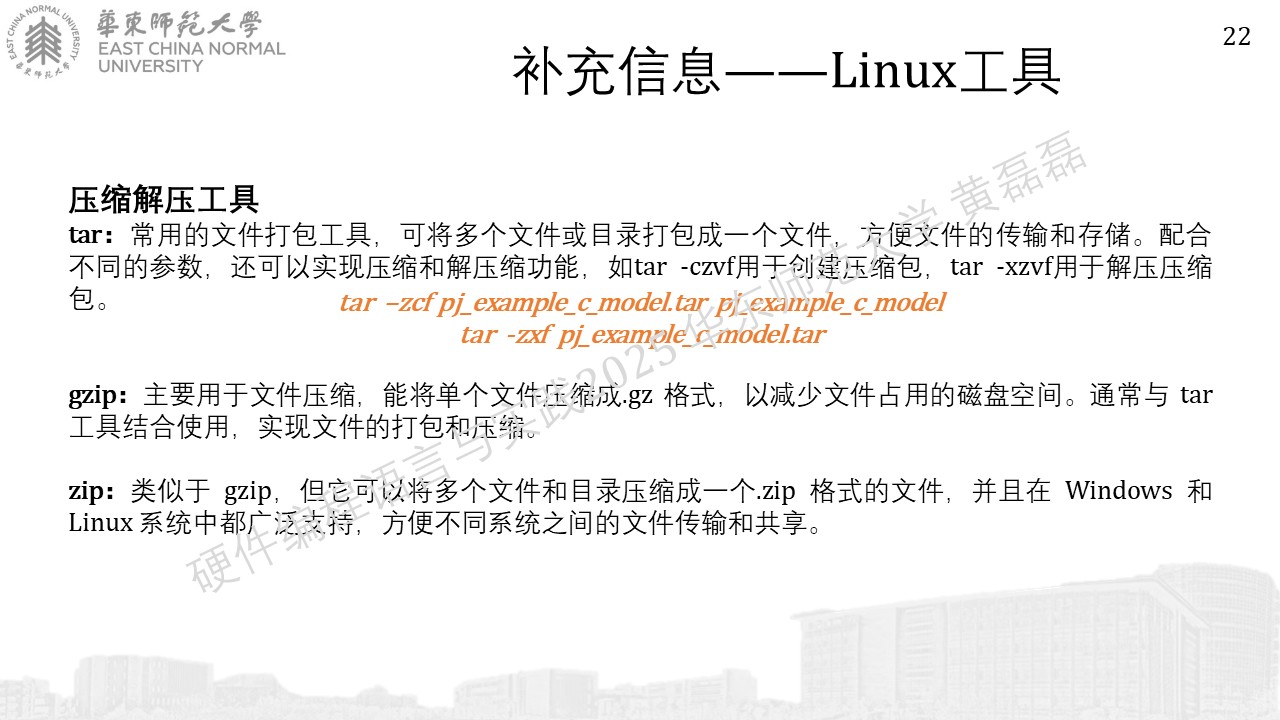 華東師範大學
EAST CHINA NORMAL
UNIVERSITY
22
补充信息——Linux工具
压缩解压工具
tar：常用的文件打包工具，可将多个文件或目录打包成一个文件，方便文件的传输和存储。配合
不同的参数，还可以实现压缩和解压缩功能，如tar -czvf用于创建压缩包，tar -xzvf用于解压压缩
包。
tar –zcf pj_example_c_model.tar pj_example_c_model
tar -zxf pj_example_c_model.tar
gzip：主要用于文件压缩，能将单个文件压缩成.gz 格式，以减少文件占用的磁盘空间。通常与 tar
工具结合使用，实现文件的打包和压缩。
zip：类似于 gzip，但它可以将多个文件和目录压缩成一个.zip 格式的文件，并且在 Windows 和
Linux 系统中都广泛支持，方便不同系统之间的文件传输和共享。
硬件编程语言与实践2025 华东师范大学 黄磊磊
EAST CHINA NORMAL UNIVERSITY
華東師範大學